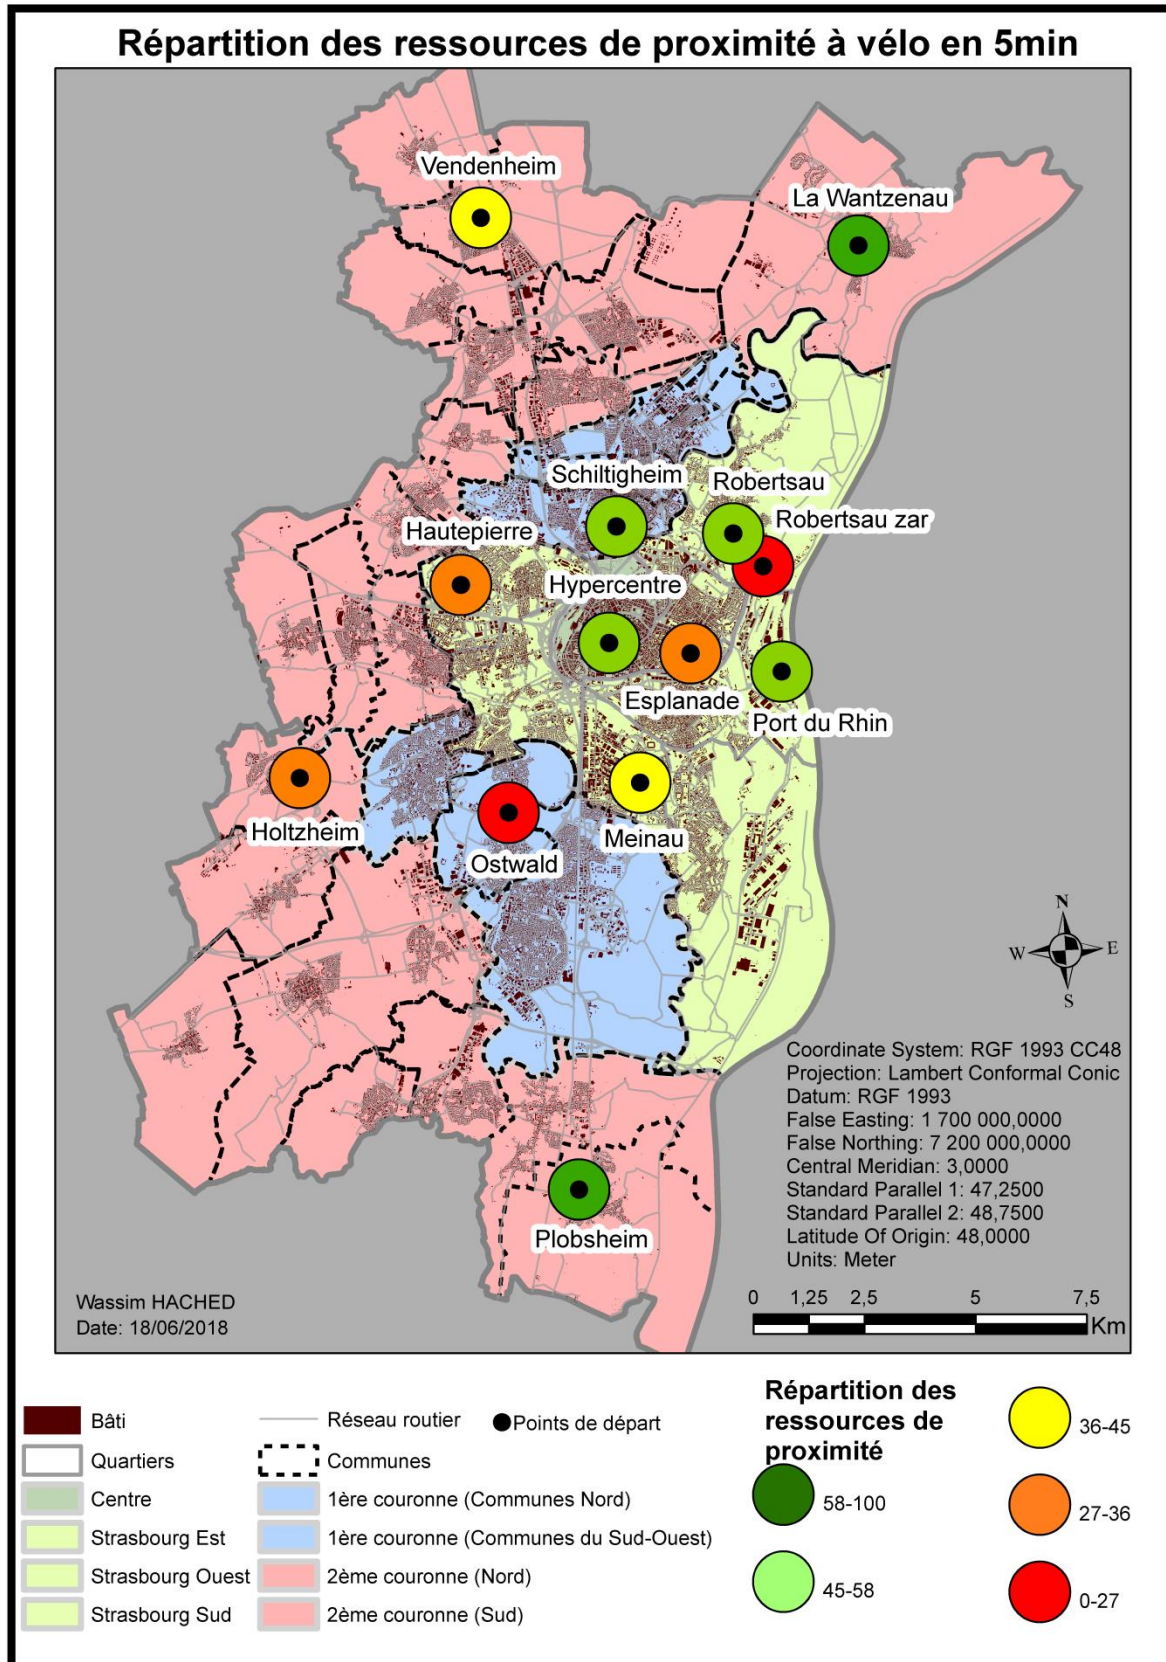 Répartition des ressources de proximité à vélo en 5min
Vendenheim
La Wantzenau
Schiltigheim
Robertsau
Robertsau zar
Hautepierre
Hypercentre
Esplanade
Port du Rhin
Holtzheim
Ostwald
Meinau
N
W
E
S
Plobsheim
Coordinate System: RGF 1993 CC48
Projection: Lambert Conformal Conic
Datum: RGF 1993
False Easting: 1 700 000,0000
False Northing: 7 200 000,0000
Central Meridian: 3,0000
Standard Parallel 1: 47,2500
Standard Parallel 2: 48,7500
Latitude Of Origin: 48,0000
Units: Meter
Wassim HACHED
Date: 18/06/2018
0 1,25 2,5 5 7,5
Km
Bâti
Quartiers
Centre
Strasbourg Est
Strasbourg Ouest
Strasbourg Sud
Réseau routier
Points de départ
Communes
1ère couronne (Communes Nord)
1ère couronne (Communes du Sud-Ouest)
2ème couronne (Nord)
2ème couronne (Sud)
Répartition des
ressources de
proximité
58-100
45-58
36-45
27-36
0-27